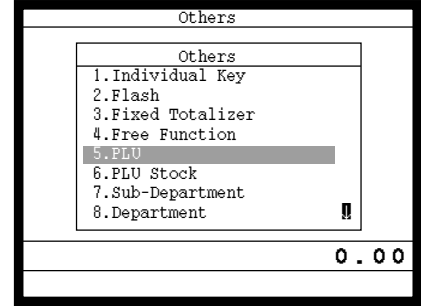 Others
Others
1.Individual Key
2.Flash
3.Fixed Totalizer
4.Free Function
5.PLU
6.PLU Stock
7.Sub-Department
8.Department
0.00